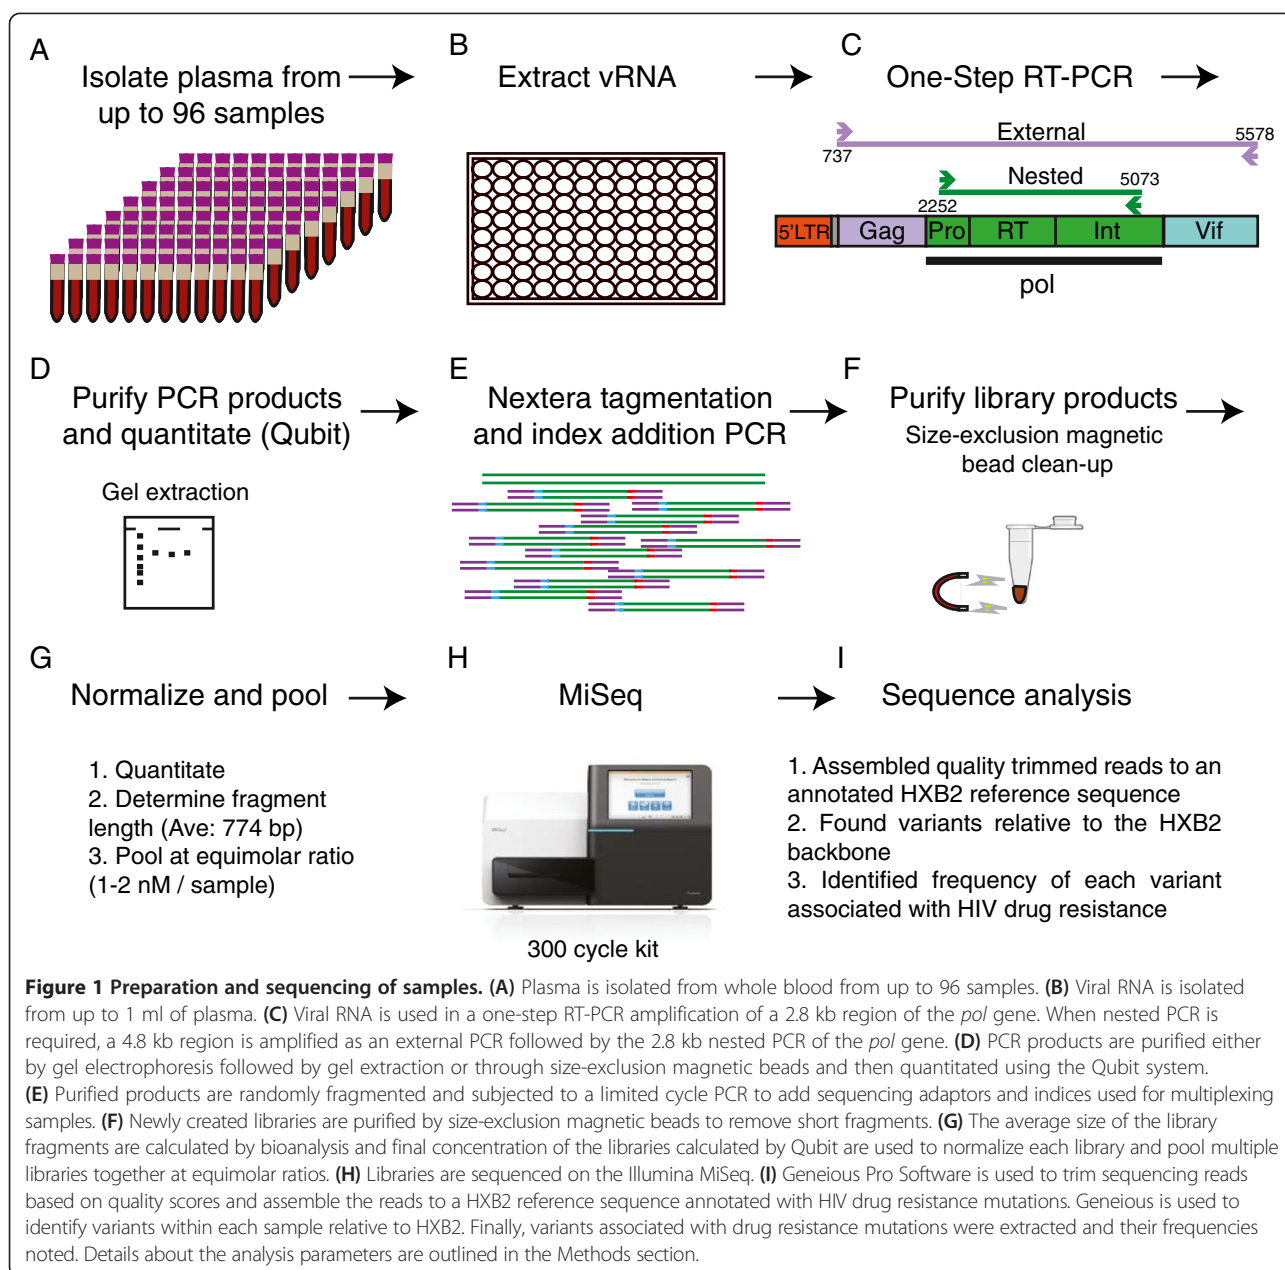 A
Isolate plasma from
up to 96 samples
B
Extract vRNA
C
One-Step RT-PCR
External
737
5578
Nested
2252
5073
5'LTR
Gag
Pro
RT
Int
Vif
pol
D
Purify PCR products
and quantitate (Qubit)
Gel extraction
E
Nextera tagmentation
and index addition PCR
F
Purify library products
Size-exclusion magnetic
bead clean-up
G
Normalize and pool
1. Quantitate
2. Determine fragment
length (Ave: 774 bp)
3. Pool at equimolar ratio
(1-2 nM / sample)
H
MiSeq
300 cycle kit
I
Sequence analysis
1. Assembled quality trimmed reads to an
annotated HXB2 reference sequence
2. Found variants relative to the HXB2
backbone
3. Identified frequency of each variant
associated with HIV drug resistance
Figure 1 Preparation and sequencing of samples. (A) Plasma is isolated from whole blood from up to 96 samples. (B) Viral RNA is isolated
from up to 1 ml of plasma. (C) Viral RNA is used in a one-step RT-PCR amplification of a 2.8 kb region of the pol gene. When nested PCR is
required, a 4.8 kb region is amplified as an external PCR followed by the 2.8 kb nested PCR of the pol gene. (D) PCR products are purified either
by gel electrophoresis followed by gel extraction or through size-exclusion magnetic beads and then quantitated using the Qubit system.
(E) Purified products are randomly fragmented and subjected to a limited cycle PCR to add sequencing adaptors and indices used for multiplexing
samples. (F) Newly created libraries are purified by size-exclusion magnetic beads to remove short fragments. (G) The average size of the library
fragments are calculated by bioanalysis and final concentration of the libraries calculated by Qubit are used to normalize each library and pool multiple
libraries together at equimolar ratios. (H) Libraries are sequenced on the Illumina MiSeq. (I) Geneious Pro Software is used to trim sequencing reads
based on quality scores and assemble the reads to a HXB2 reference sequence annotated with HIV drug resistance mutations. Geneious is used to
identify variants within each sample relative to HXB2. Finally, variants associated with drug resistance mutations were extracted and their frequencies
noted. Details about the analysis parameters are outlined in the Methods section.